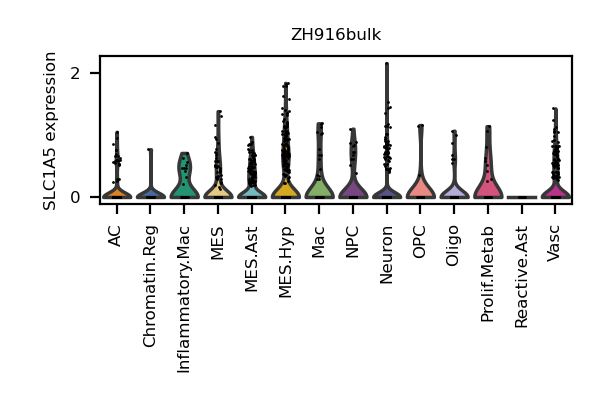 ZH916bulk
SLC1A5 expression
2
0
AC
Chromatin.Reg
Inflammatory.Mac
MES
MES.Ast
MES.Hyp
Mac
NPC
Neuron
OPC
Oligo
Prolif.Metab
Reactive.Ast
Vasc